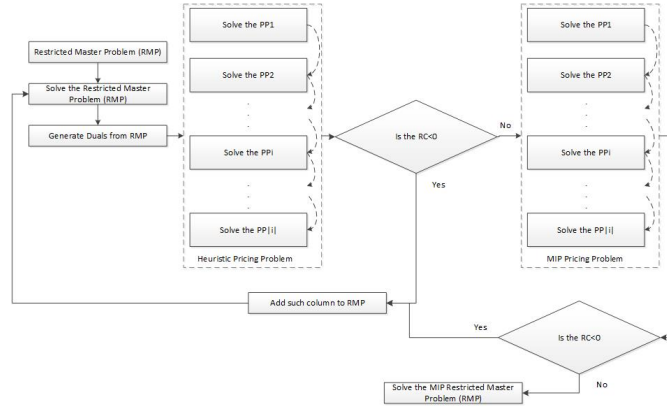 Restricted Master Problem (RMP)
Solve the Restricted Master
Problem (RMP)
Generate Duals from RMP
Solve the PP1
Solve the PP2
.
.
.
Solve the PPi
.
.
.
Solve the PP|i|
Heuristic Pricing Problem
Is the RC<0
No
Yes
Solve the PP1
Solve the PP2
.
.
.
Solve the PPi
.
.
.
Solve the PP|i|
MIP Pricing Problem
Add such column to RMP
Yes
Is the RC<0
No
Solve the MIP Restricted Master
Problem (RMP)